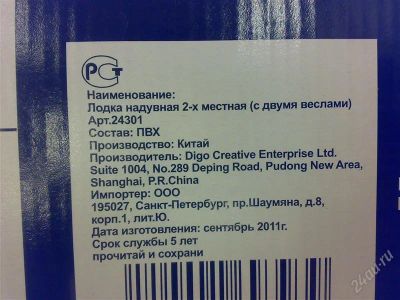 РСТ
Наименование:
Лодка надувная 2-х местная (с двумя веслами)
Арт.24301
Состав: ПВХ
Производство: Китай
Производитель: Digo Creative Enterprise Ltd.
Suite 1004, No.289 Deping Road, Pudong New Area,
Shanghai, P.R.China
Импортер: ООО
195027, Санкт-Петербург, пр.Шаумяна, д.8,
корп.1, лит.Ю.
Дата изготовления: сентябрь 2011г.
Срок службы 5 лет
прочитай и сохрани
24au.ru